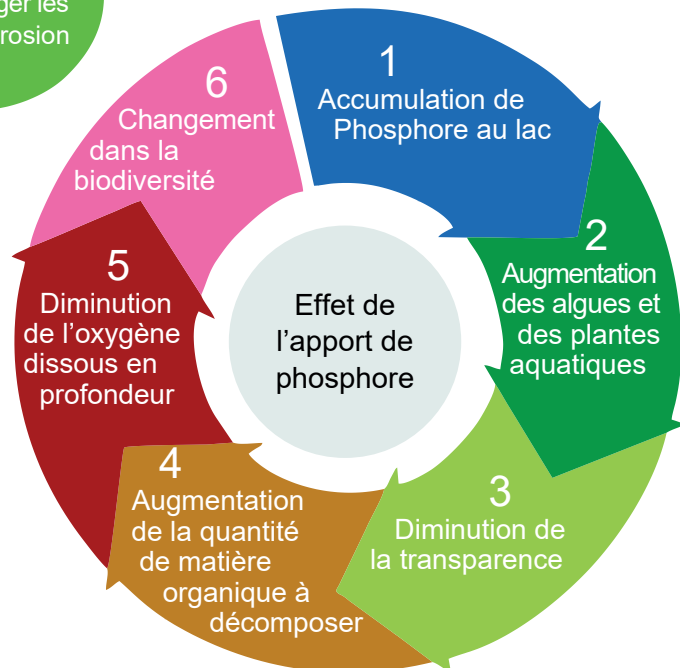 ger les
rosion
1
Accumulation de
Phosphore au lac
2
Augmentation
des algues et
des plantes
aquatiques
3
Diminution de
la transparence
4
Augmentation
de la quantité
de matière
organique à
décomposer
5
Diminution
de l’oxygène
dissous en
profondeur
6
Changement
dans la
biodiversité
Effet de
l’apport de
phosphore